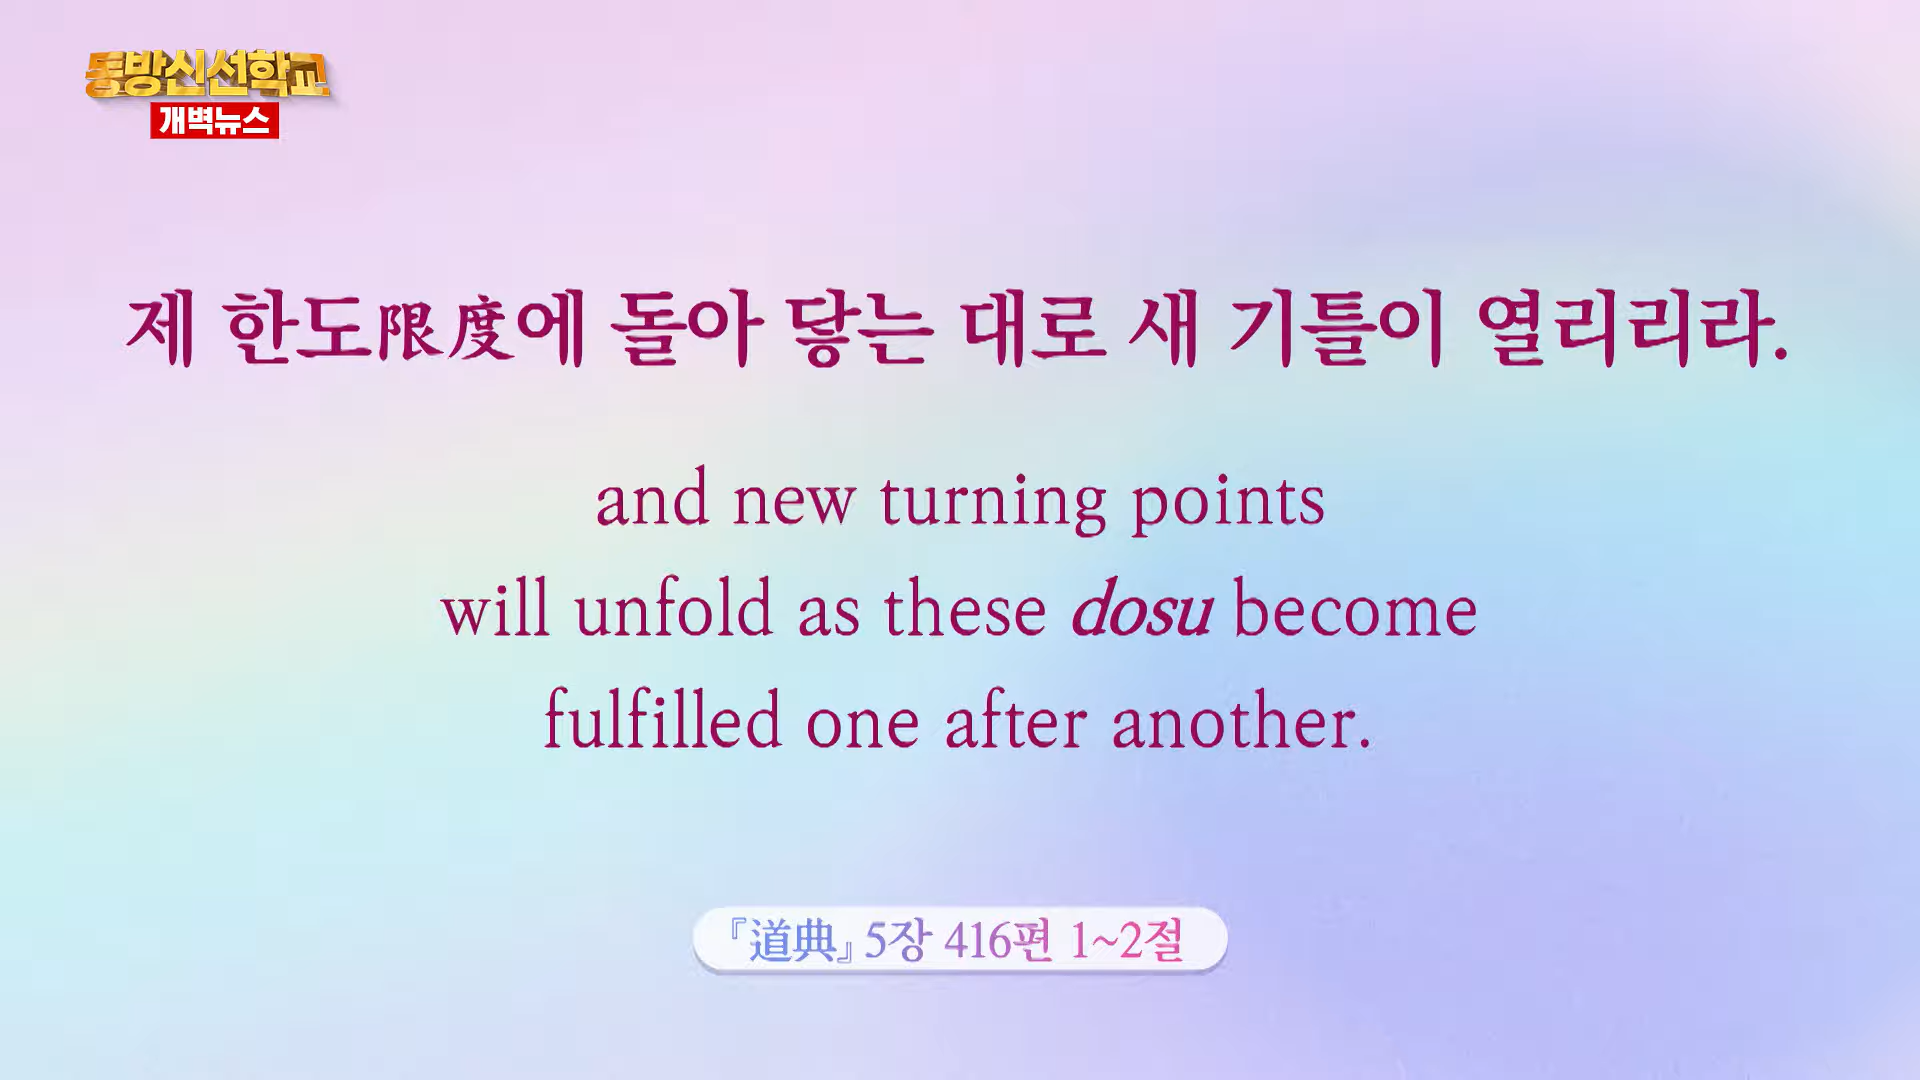 동방신선학교
개벽뉴스
제 한도限度에 돌아 닿는 대로 새 기틀이 열리리라.
and new turning points
will unfold as these dosu become
fulfilled one after another.
『道典』 5장 416편 1~2절